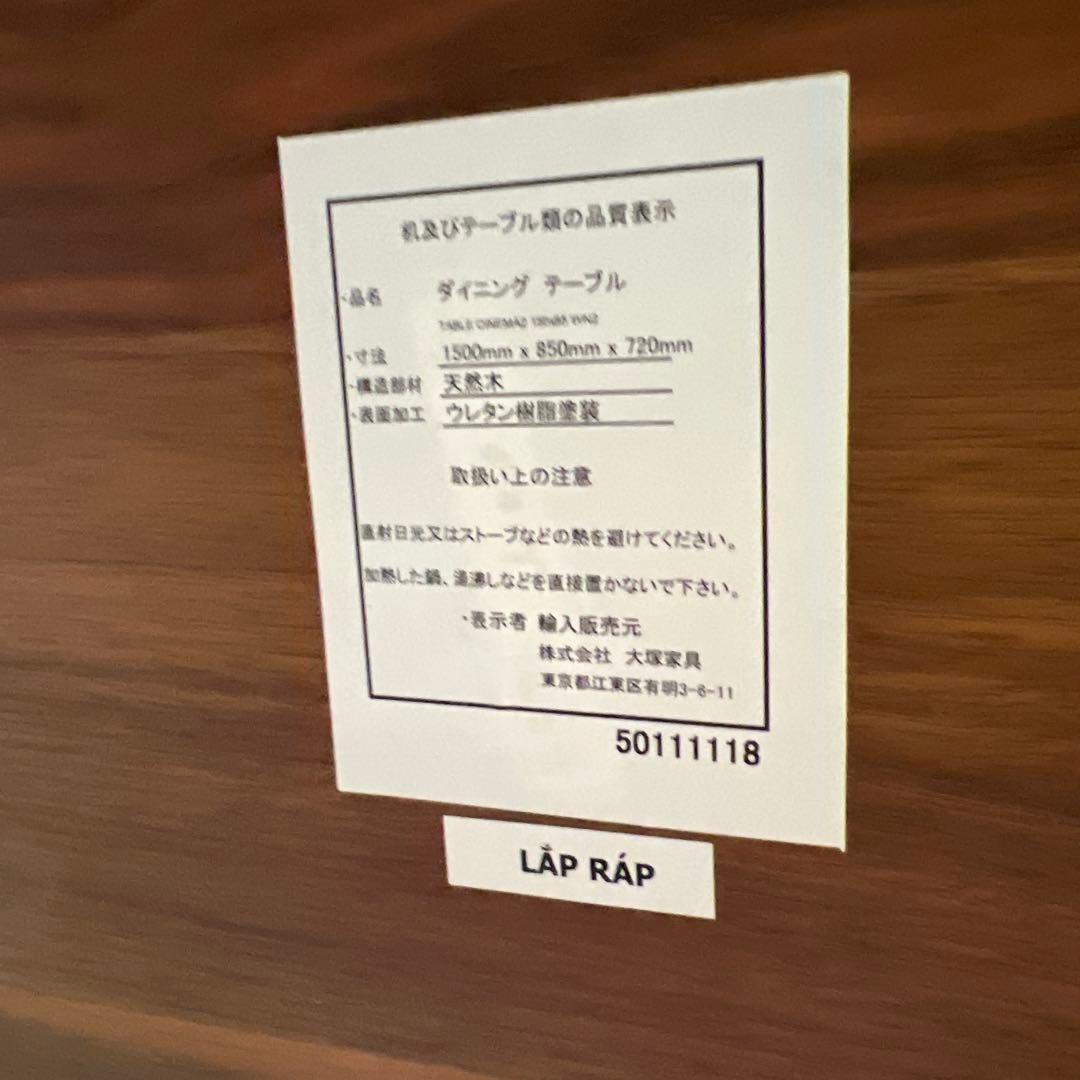 机及びテーブル類の品質表示
・品名 ダイニング テーブル
TABLE CINEMA2
・寸法 1500mm x 850mm x 720mm
・構造部材 天然木
・表面加工 ウレタン樹脂塗装
取扱い上の注意
直射日光又はストーブなどの熱を避けてください。
加熱した鍋、湯沸しなどを直接置かないで下さい。
・表示者 輸入販売元
株式会社 大塚家具
東京都江東区有明3-6-11
50111118
LẮP RÁP